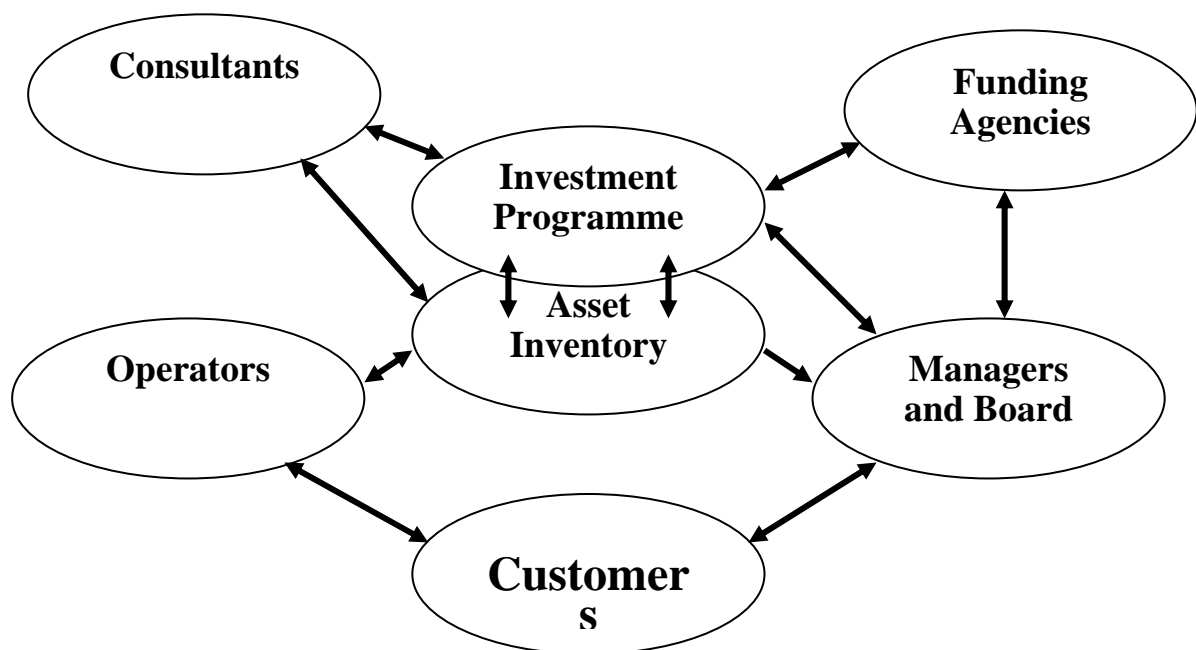 Consultants
Funding
Agencies
Investment
Programme
Asset
Inventory
Operators
Managers
and Board
Customer
s